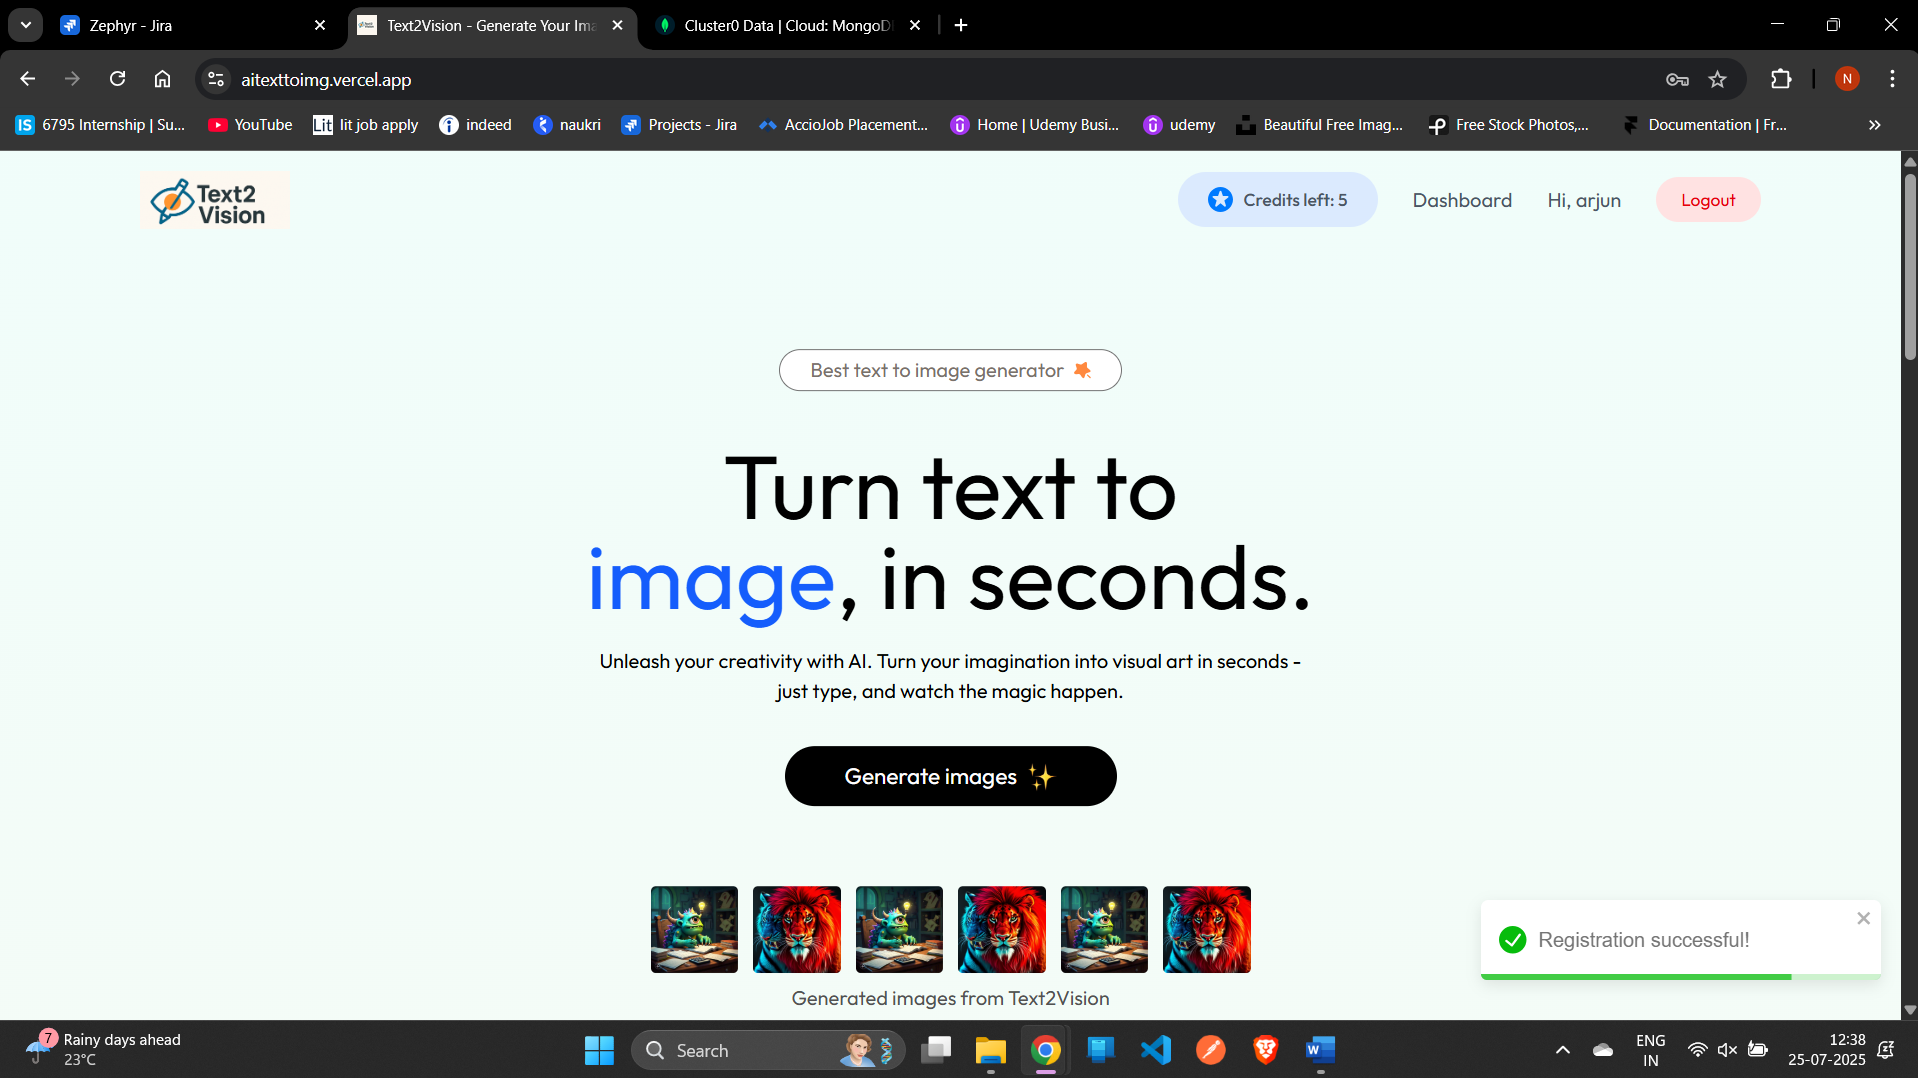 Zephyr - Jira
Text2Vision - Generate Your Ima
Cluster0 Data | Cloud: MongoD
aitexttoimg.vercel.app
N
IS 6795 Internship | Su...
YouTube
Lit lit job apply
indeed
naukri
Projects - Jira
AccioJob Placement...
Home | Udemy Busi...
udemy
Beautiful Free Imag...
Free Stock Photos,...
Documentation | Fr...
Text2
Vision
Credits left: 5
Dashboard
Hi, arjun
Logout
Best text to image generator
Turn text to
image, in seconds.
Unleash your creativity with AI. Turn your imagination into visual art in seconds -
just type, and watch the magic happen.
Generate images
Generated images from Text2Vision
Registration successful!
7
Rainy days ahead
23°C
Search
W
ENG
IN
12:38
25-07-2025